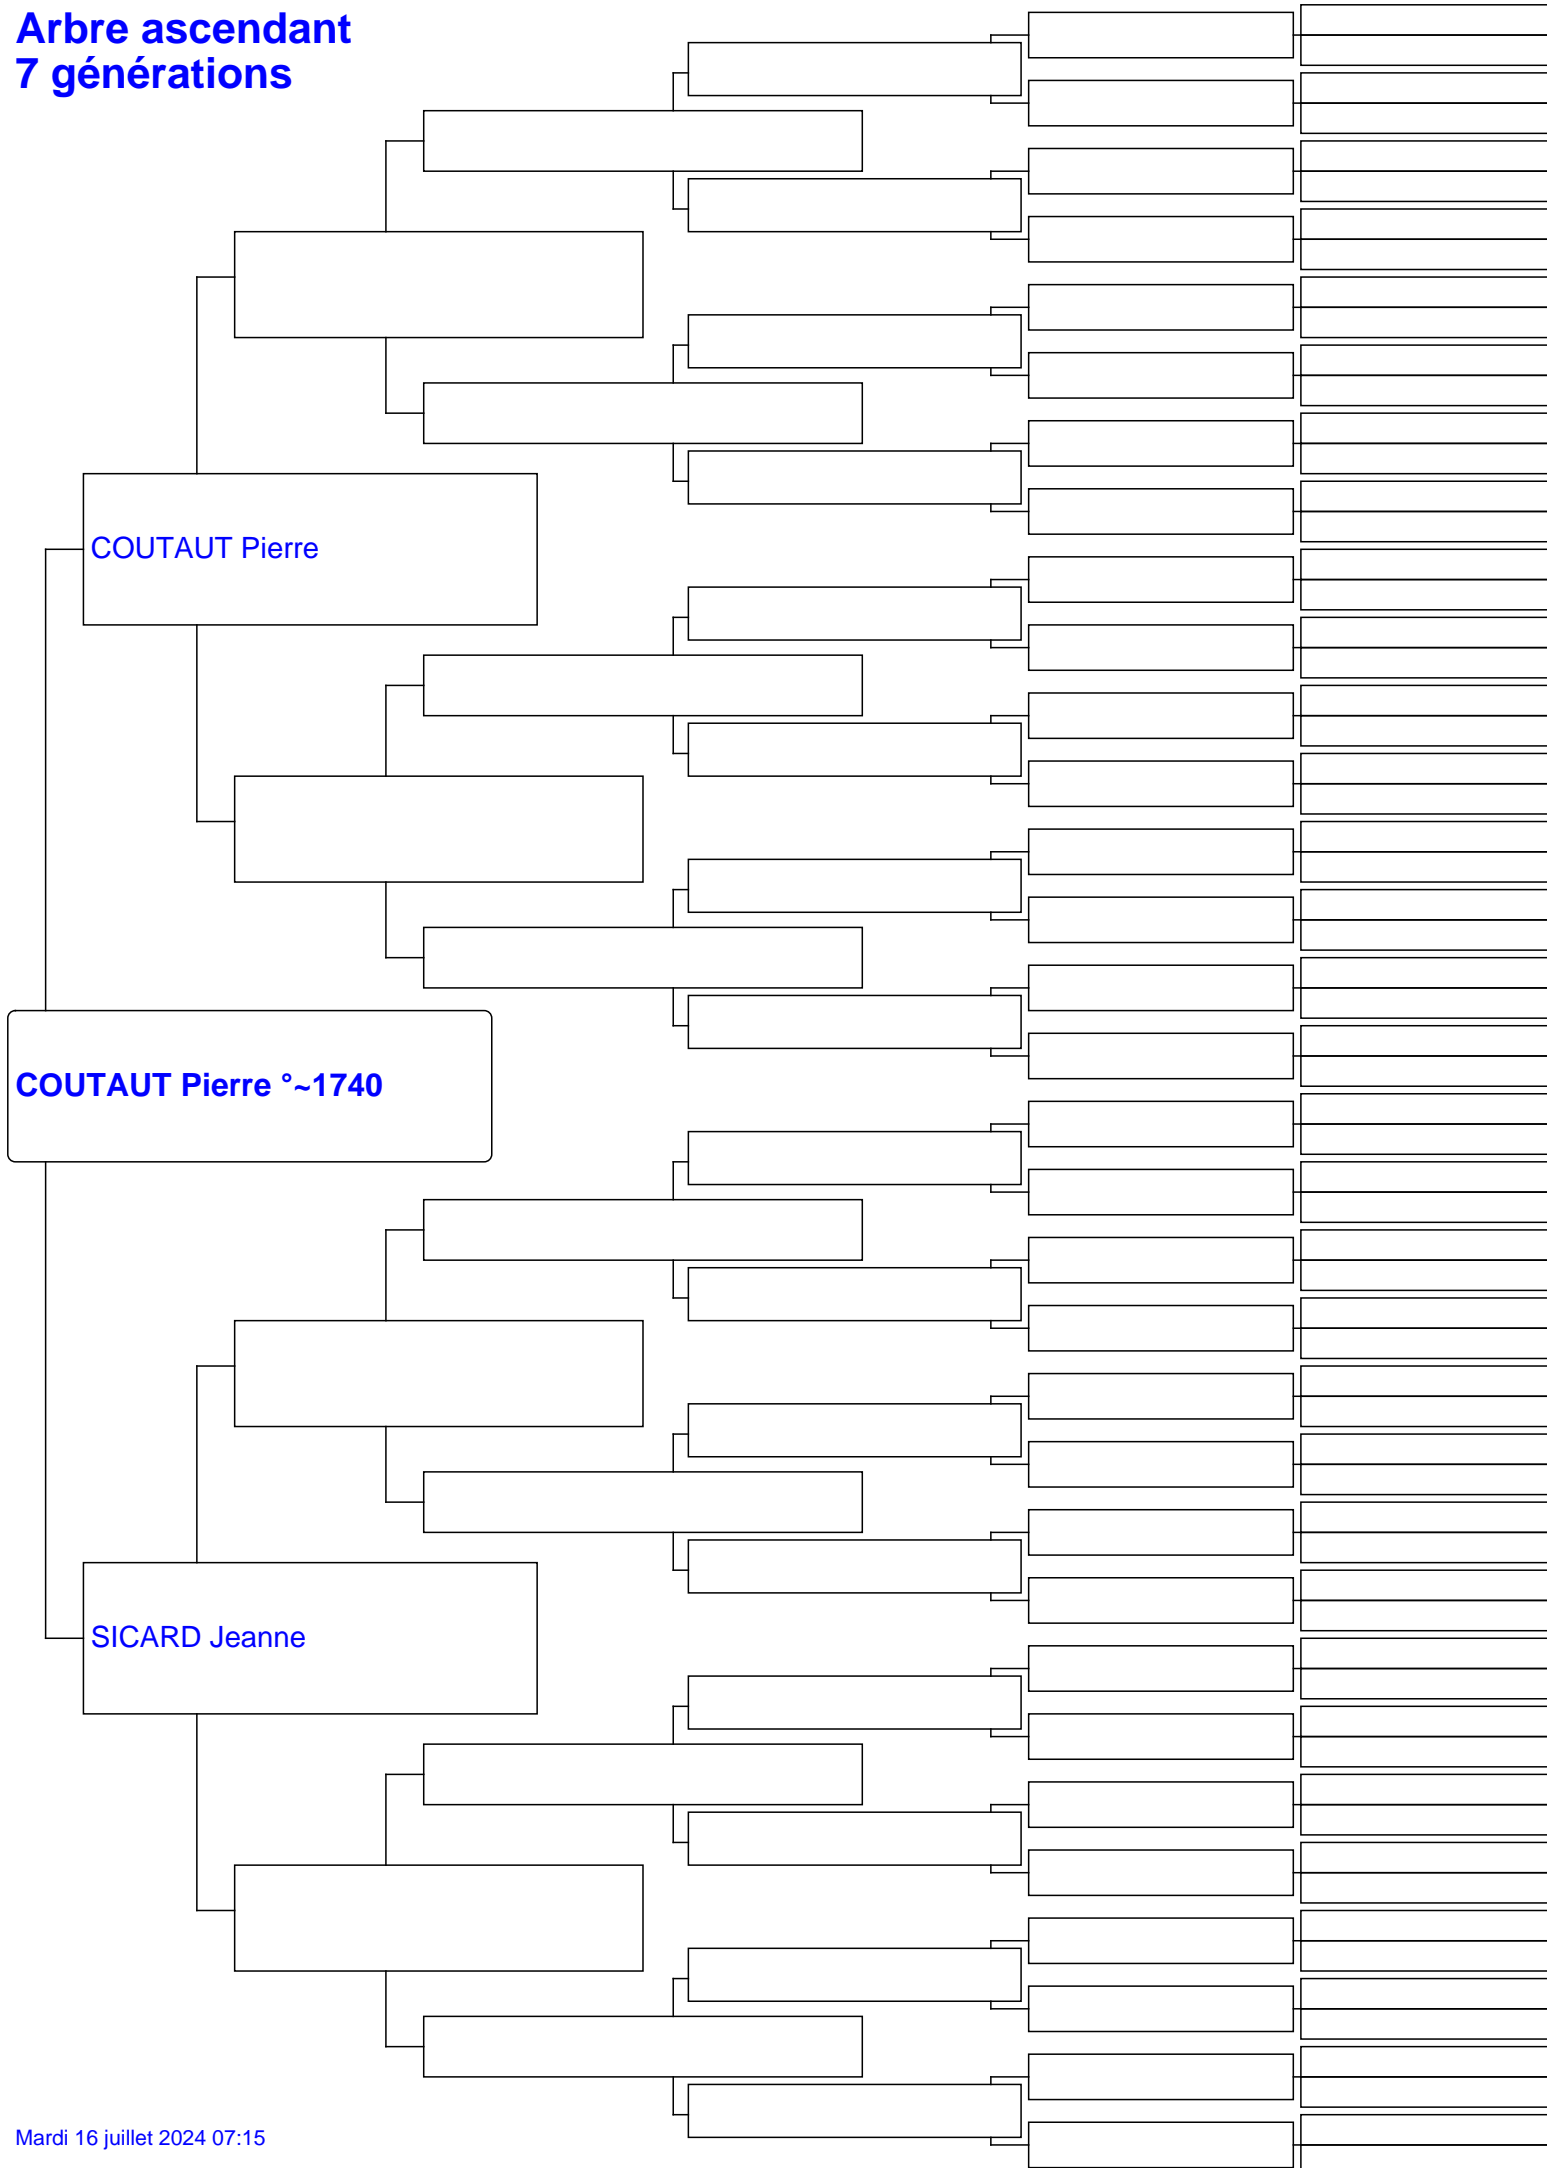 Arbre ascendant
7 générations
COUTAUT Pierre
COUTAUT Pierre °~1740
SICARD Jeanne
Mardi 16 juillet 2024 07:15